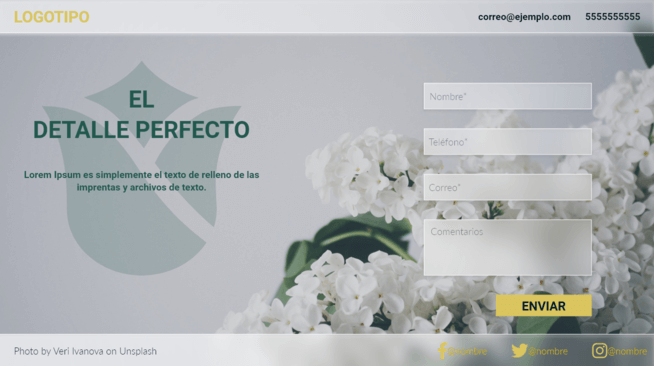 LOGOTIPO
correo@ejemplo.com 5555555555
EL
DETALLE PERFECTO
Lorem Ipsum es simplemente el texto de relleno de las
imprentas y archivos de texto.
Nombre*
Teléfono*
Correo*
Comentarios
ENVIAR
Photo by Veri Ivanova on Unsplash
@nombre @nombre @nombre